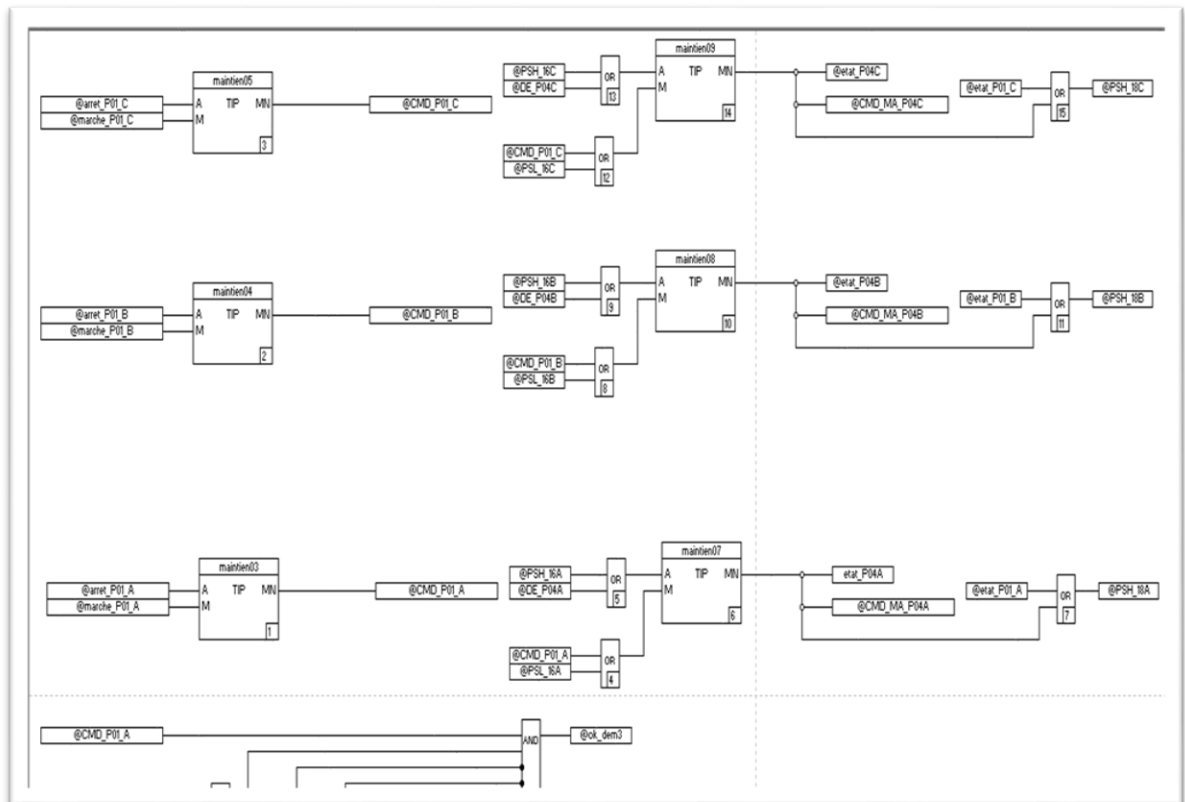 maintien05
@arret_P01_C A TIP MN @CMD_P01_C
@marche_P01_C M
3
maintien09
@PSH_16C OR A TIP MN @etat_P04C
@DE_P04C 13 M @CMD_MA_P04C
14
@CMD_P01_C OR
@PSL_16C 12
@etat_P01_C OR @PSH_18C
15
maintien04
@arret_P01_B A TIP MN @CMD_P01_B
@marche_P01_B M
2
maintien08
@PSH_16B OR A TIP MN @etat_P04B
@DE_P04B 9 M @CMD_MA_P04B
10
@CMD_P01_B OR
@PSL_16B 8
@etat_P01_B OR @PSH_18B
11
maintien03
@arret_P01_A A TIP MN @CMD_P01_A
@marche_P01_A M
1
maintien07
@PSH_16A OR A TIP MN etat_P04A
@DE_P04A 5 M @CMD_MA_P04A
6
@CMD_P01_A OR
@PSL_16A 4
@etat_P01_A OR @PSH_18A
7
@CMD_P01_A AND @ok_dem3